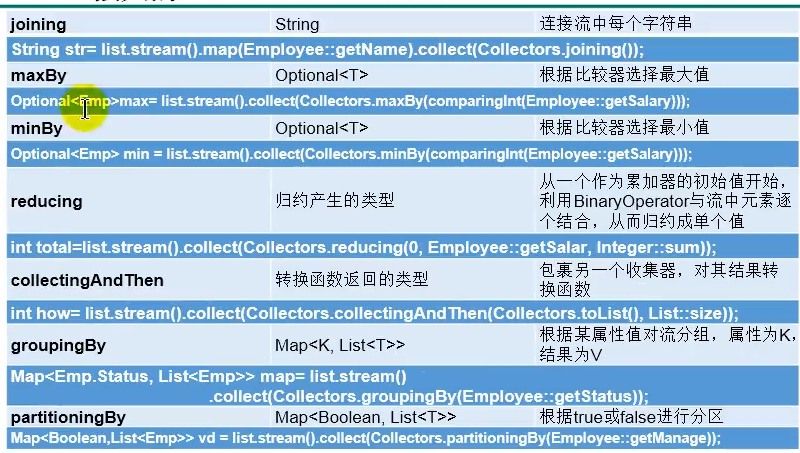 joining String 连接流中每个字符串
String str= list.stream().map(Employee::getName).collect(Collectors.joining());
maxBy Optional<T> 根据比较器选择最大值
Optional<Emp>max= list.stream().collect(Collectors.maxBy(comparingInt(Employee::getSalary)));
minBy Optional<T> 根据比较器选择最小值
Optional<Emp> min = list.stream().collect(Collectors.minBy(comparingInt(Employee::getSalary)));
reducing 归约产生的类型 从一个作为累加器的初始值开始，
利用BinaryOperator与流中元素逐
个结合，从而归约成单个值
int total=list.stream().collect(Collectors.reducing(0, Employee::getSalar, Integer::sum));
collectingAndThen 转换函数返回的类型 包裹另一个收集器，对其结果转
换函数
int how= list.stream().collect(Collectors.collectingAndThen(Collectors.toList(), List::size));
groupingBy Map<K, List<T>> 根据某属性值对流分组，属性为K，
结果为V
Map<Emp.Status, List<Emp>> map= list.stream()
.collect(Collectors.groupingBy(Employee::getStatus));
partitioningBy Map<Boolean, List<T>> 根据true或false进行分区
Map<Boolean,List<Emp>> vd = list.stream().collect(Collectors.partitioningBy(Employee::getManage));